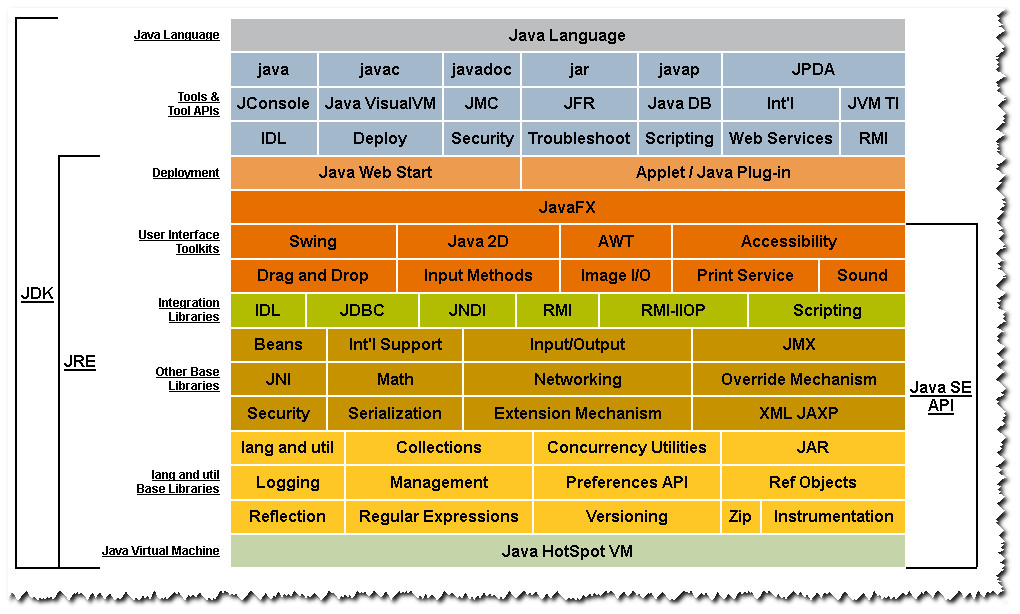 Java Language Java Language
java javac javadoc jar javap JPDA
Tools &
Tool APIs
JConsole Java VisualVM JMC JFR Java DB Int'l JVM TI
IDL Deploy Security Troubleshoot Scripting Web Services RMI
Deployment Java Web Start Applet / Java Plug-in
JavaFX
User Interface
Toolkits
Swing Java 2D AWT Accessibility
Drag and Drop Input Methods Image I/O Print Service Sound
JDK
Integration
Libraries
IDL JDBC JNDI RMI RMI-IIOP Scripting
Beans Int'l Support Input/Output JMX
JRE
Other Base
Libraries
JNI Math Networking Override Mechanism
Java SE
API
Security Serialization Extension Mechanism XML JAXP
lang and util Collections Concurrency Utilities JAR
lang and util
Base Libraries
Logging Management Preferences API Ref Objects
Reflection Regular Expressions Versioning Zip Instrumentation
Java Virtual Machine Java HotSpot VM